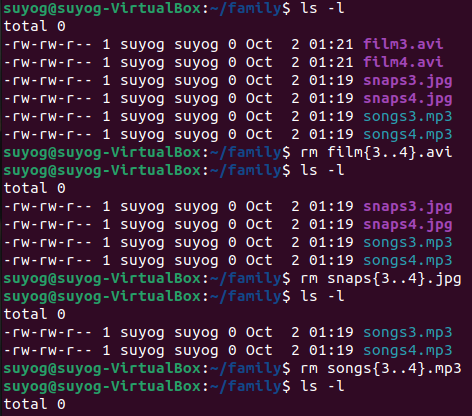 suyog@suyog-VirtualBox:~/family$ ls -l
total 0
-rw-rw-r-- 1 suyog suyog 0 Oct  2 01:21 film3.avi
-rw-rw-r-- 1 suyog suyog 0 Oct  2 01:21 film4.avi
-rw-rw-r-- 1 suyog suyog 0 Oct  2 01:19 snaps3.jpg
-rw-rw-r-- 1 suyog suyog 0 Oct  2 01:19 snaps4.jpg
-rw-rw-r-- 1 suyog suyog 0 Oct  2 01:19 songs3.mp3
-rw-rw-r-- 1 suyog suyog 0 Oct  2 01:19 songs4.mp3
suyog@suyog-VirtualBox:~/family$ rm film{3..4}.avi
suyog@suyog-VirtualBox:~/family$ ls -l
total 0
-rw-rw-r-- 1 suyog suyog 0 Oct  2 01:19 snaps3.jpg
-rw-rw-r-- 1 suyog suyog 0 Oct  2 01:19 snaps4.jpg
-rw-rw-r-- 1 suyog suyog 0 Oct  2 01:19 songs3.mp3
-rw-rw-r-- 1 suyog suyog 0 Oct  2 01:19 songs4.mp3
suyog@suyog-VirtualBox:~/family$ rm snaps{3..4}.jpg
suyog@suyog-VirtualBox:~/family$ ls -l
total 0
-rw-rw-r-- 1 suyog suyog 0 Oct  2 01:19 songs3.mp3
-rw-rw-r-- 1 suyog suyog 0 Oct  2 01:19 songs4.mp3
suyog@suyog-VirtualBox:~/family$ rm songs{3..4}.mp3
suyog@suyog-VirtualBox:~/family$ ls -l
total 0